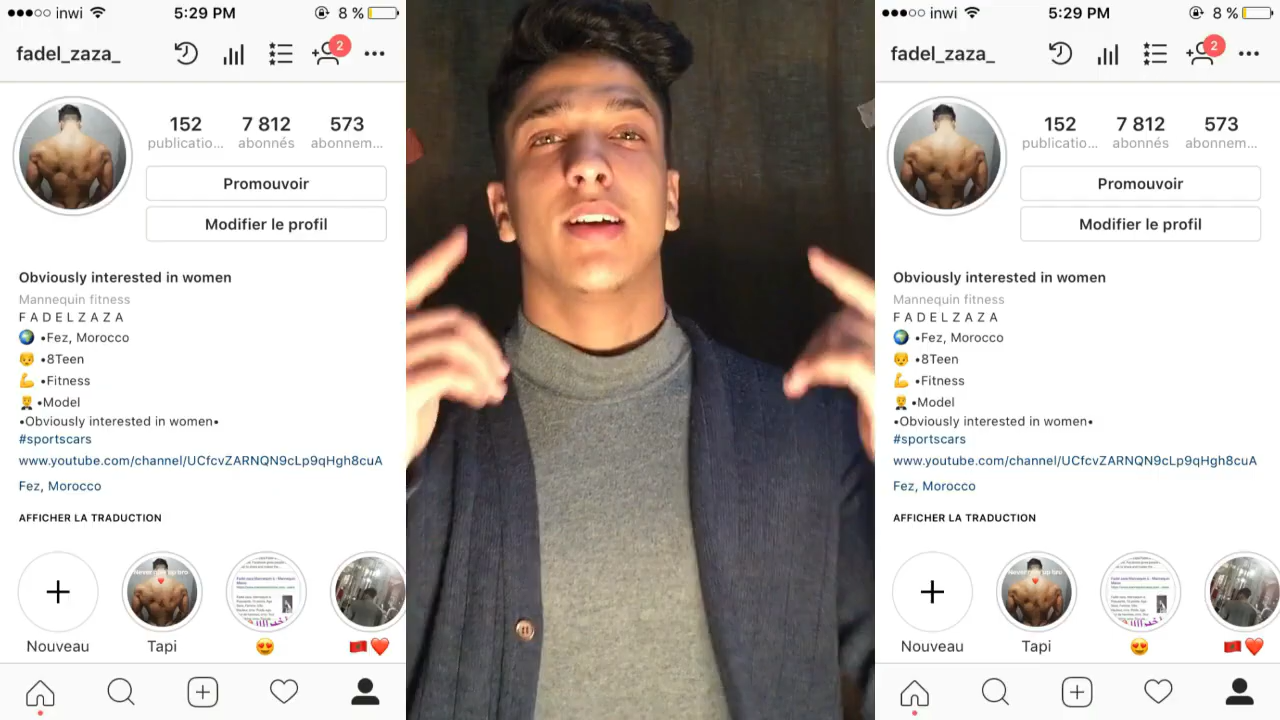 inwi 5:29 PM 8 %
fadel_zaza_ 2
152 7 812 573
publicatio... abonnés abonnem...
Promouvoir
Modifier le profil
Obviously interested in women
Mannequin fitness
F A D E L Z A Z A
•Fez, Morocco
•8Teen
•Fitness
•Model
•Obviously interested in women•
#sportscars
www.youtube.com/channel/UCfcvZARNQN9cLp9qHgh8cuA
Fez, Morocco
AFFICHER LA TRADUCTION
Nouveau Tapi
inwi 5:29 PM 8 %
fadel_zaza_ 2
152 7 812 573
publicatio... abonnés abonnem...
Promouvoir
Modifier le profil
Obviously interested in women
Mannequin fitness
F A D E L Z A Z A
•Fez, Morocco
•8Teen
•Fitness
•Model
•Obviously interested in women•
#sportscars
www.youtube.com/channel/UCfcvZARNQN9cLp9qHgh8cuA
Fez, Morocco
AFFICHER LA TRADUCTION
Nouveau Tapi